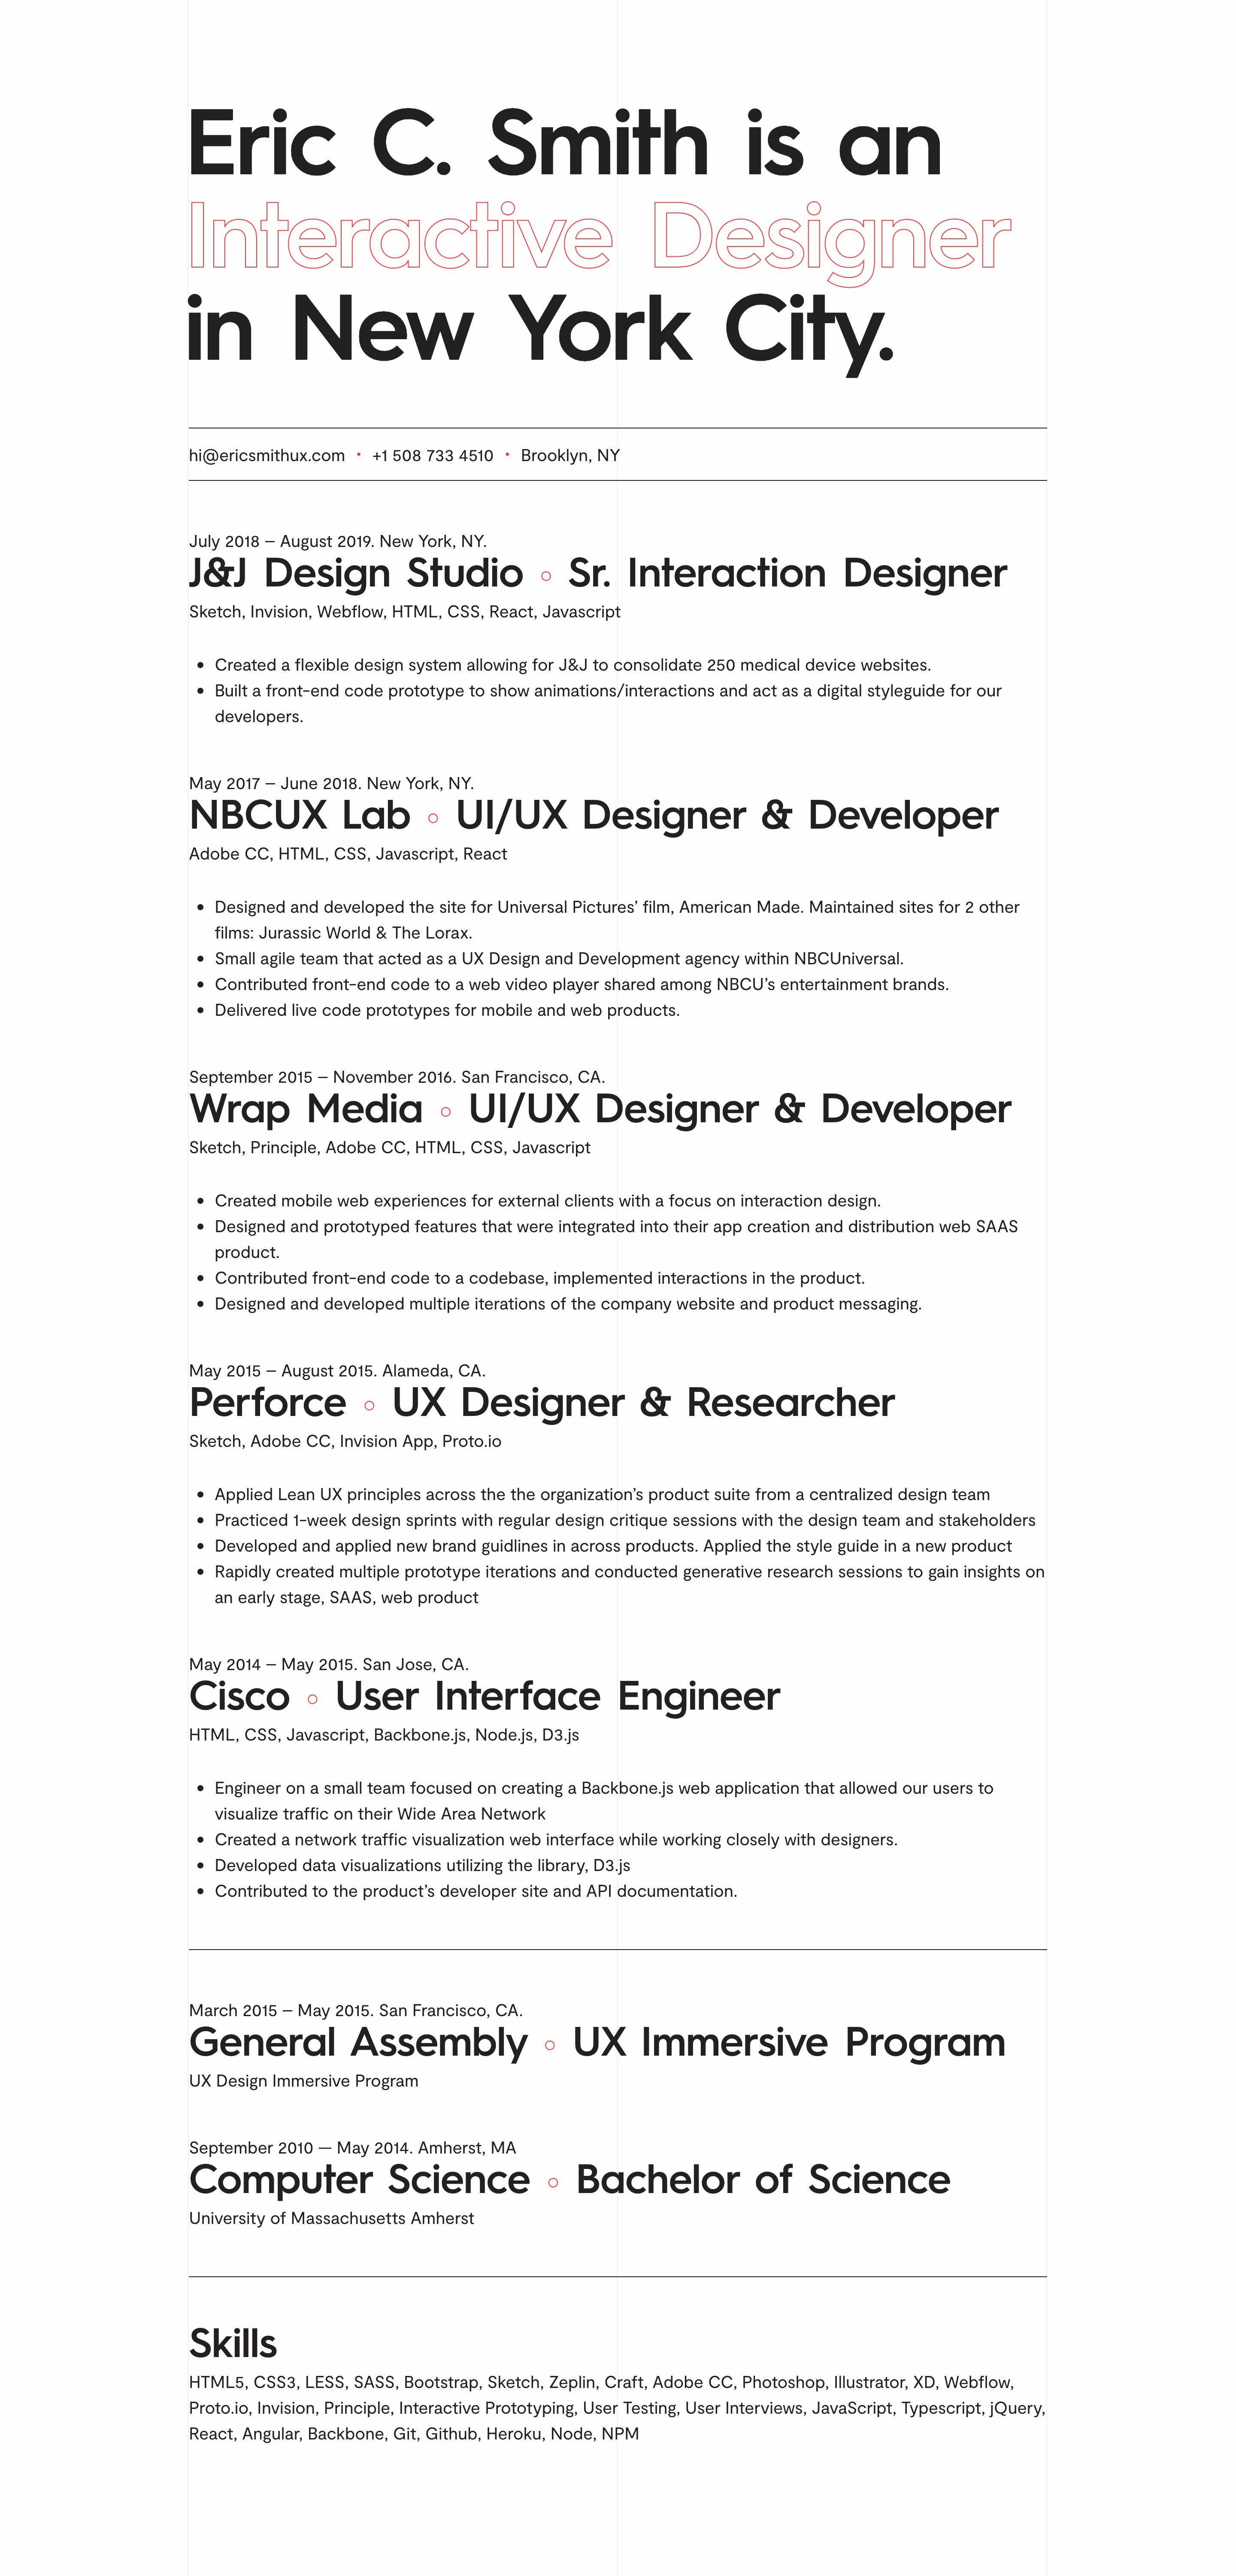 Eric C. Smith is an
Interactive Designer
in New York City.
hi@ericsmithux.com • +1 508 733 4510 • Brooklyn, NY
July 2018 – August 2019. New York, NY.
J&J Design Studio ○ Sr. Interaction Designer
Sketch, Invision, Webflow, HTML, CSS, React, Javascript
• Created a flexible design system allowing for J&J to consolidate 250 medical device websites.
• Built a front-end code prototype to show animations/interactions and act as a digital styleguide for our
developers.
May 2017 – June 2018. New York, NY.
NBCUX Lab ○ UI/UX Designer & Developer
Adobe CC, HTML, CSS, Javascript, React
• Designed and developed the site for Universal Pictures’ film, American Made. Maintained sites for 2 other
films: Jurassic World & The Lorax.
• Small agile team that acted as a UX Design and Development agency within NBCUniversal.
• Contributed front-end code to a web video player shared among NBCU’s entertainment brands.
• Delivered live code prototypes for mobile and web products.
September 2015 – November 2016. San Francisco, CA.
Wrap Media ○ UI/UX Designer & Developer
Sketch, Principle, Adobe CC, HTML, CSS, Javascript
• Created mobile web experiences for external clients with a focus on interaction design.
• Designed and prototyped features that were integrated into their app creation and distribution web SAAS
product.
• Contributed front-end code to a codebase, implemented interactions in the product.
• Designed and developed multiple iterations of the company website and product messaging.
May 2015 – August 2015. Alameda, CA.
Perforce ○ UX Designer & Researcher
Sketch, Adobe CC, Invision App, Proto.io
• Applied Lean UX principles across the the organization’s product suite from a centralized design team
• Practiced 1-week design sprints with regular design critique sessions with the design team and stakeholders
• Developed and applied new brand guidlines in across products. Applied the style guide in a new product
• Rapidly created multiple prototype iterations and conducted generative research sessions to gain insights on
an early stage, SAAS, web product
May 2014 – May 2015. San Jose, CA.
Cisco ○ User Interface Engineer
HTML, CSS, Javascript, Backbone.js, Node.js, D3.js
• Engineer on a small team focused on creating a Backbone.js web application that allowed our users to
visualize traffic on their Wide Area Network
• Created a network traffic visualization web interface while working closely with designers.
• Developed data visualizations utilizing the library, D3.js
• Contributed to the product’s developer site and API documentation.
March 2015 – May 2015. San Francisco, CA.
General Assembly ○ UX Immersive Program
UX Design Immersive Program
September 2010 — May 2014. Amherst, MA
Computer Science ○ Bachelor of Science
University of Massachusetts Amherst
Skills
HTML5, CSS3, LESS, SASS, Bootstrap, Sketch, Zeplin, Craft, Adobe CC, Photoshop, Illustrator, XD, Webflow,
Proto.io, Invision, Principle, Interactive Prototyping, User Testing, User Interviews, JavaScript, Typescript, jQuery,
React, Angular, Backbone, Git, Github, Heroku, Node, NPM